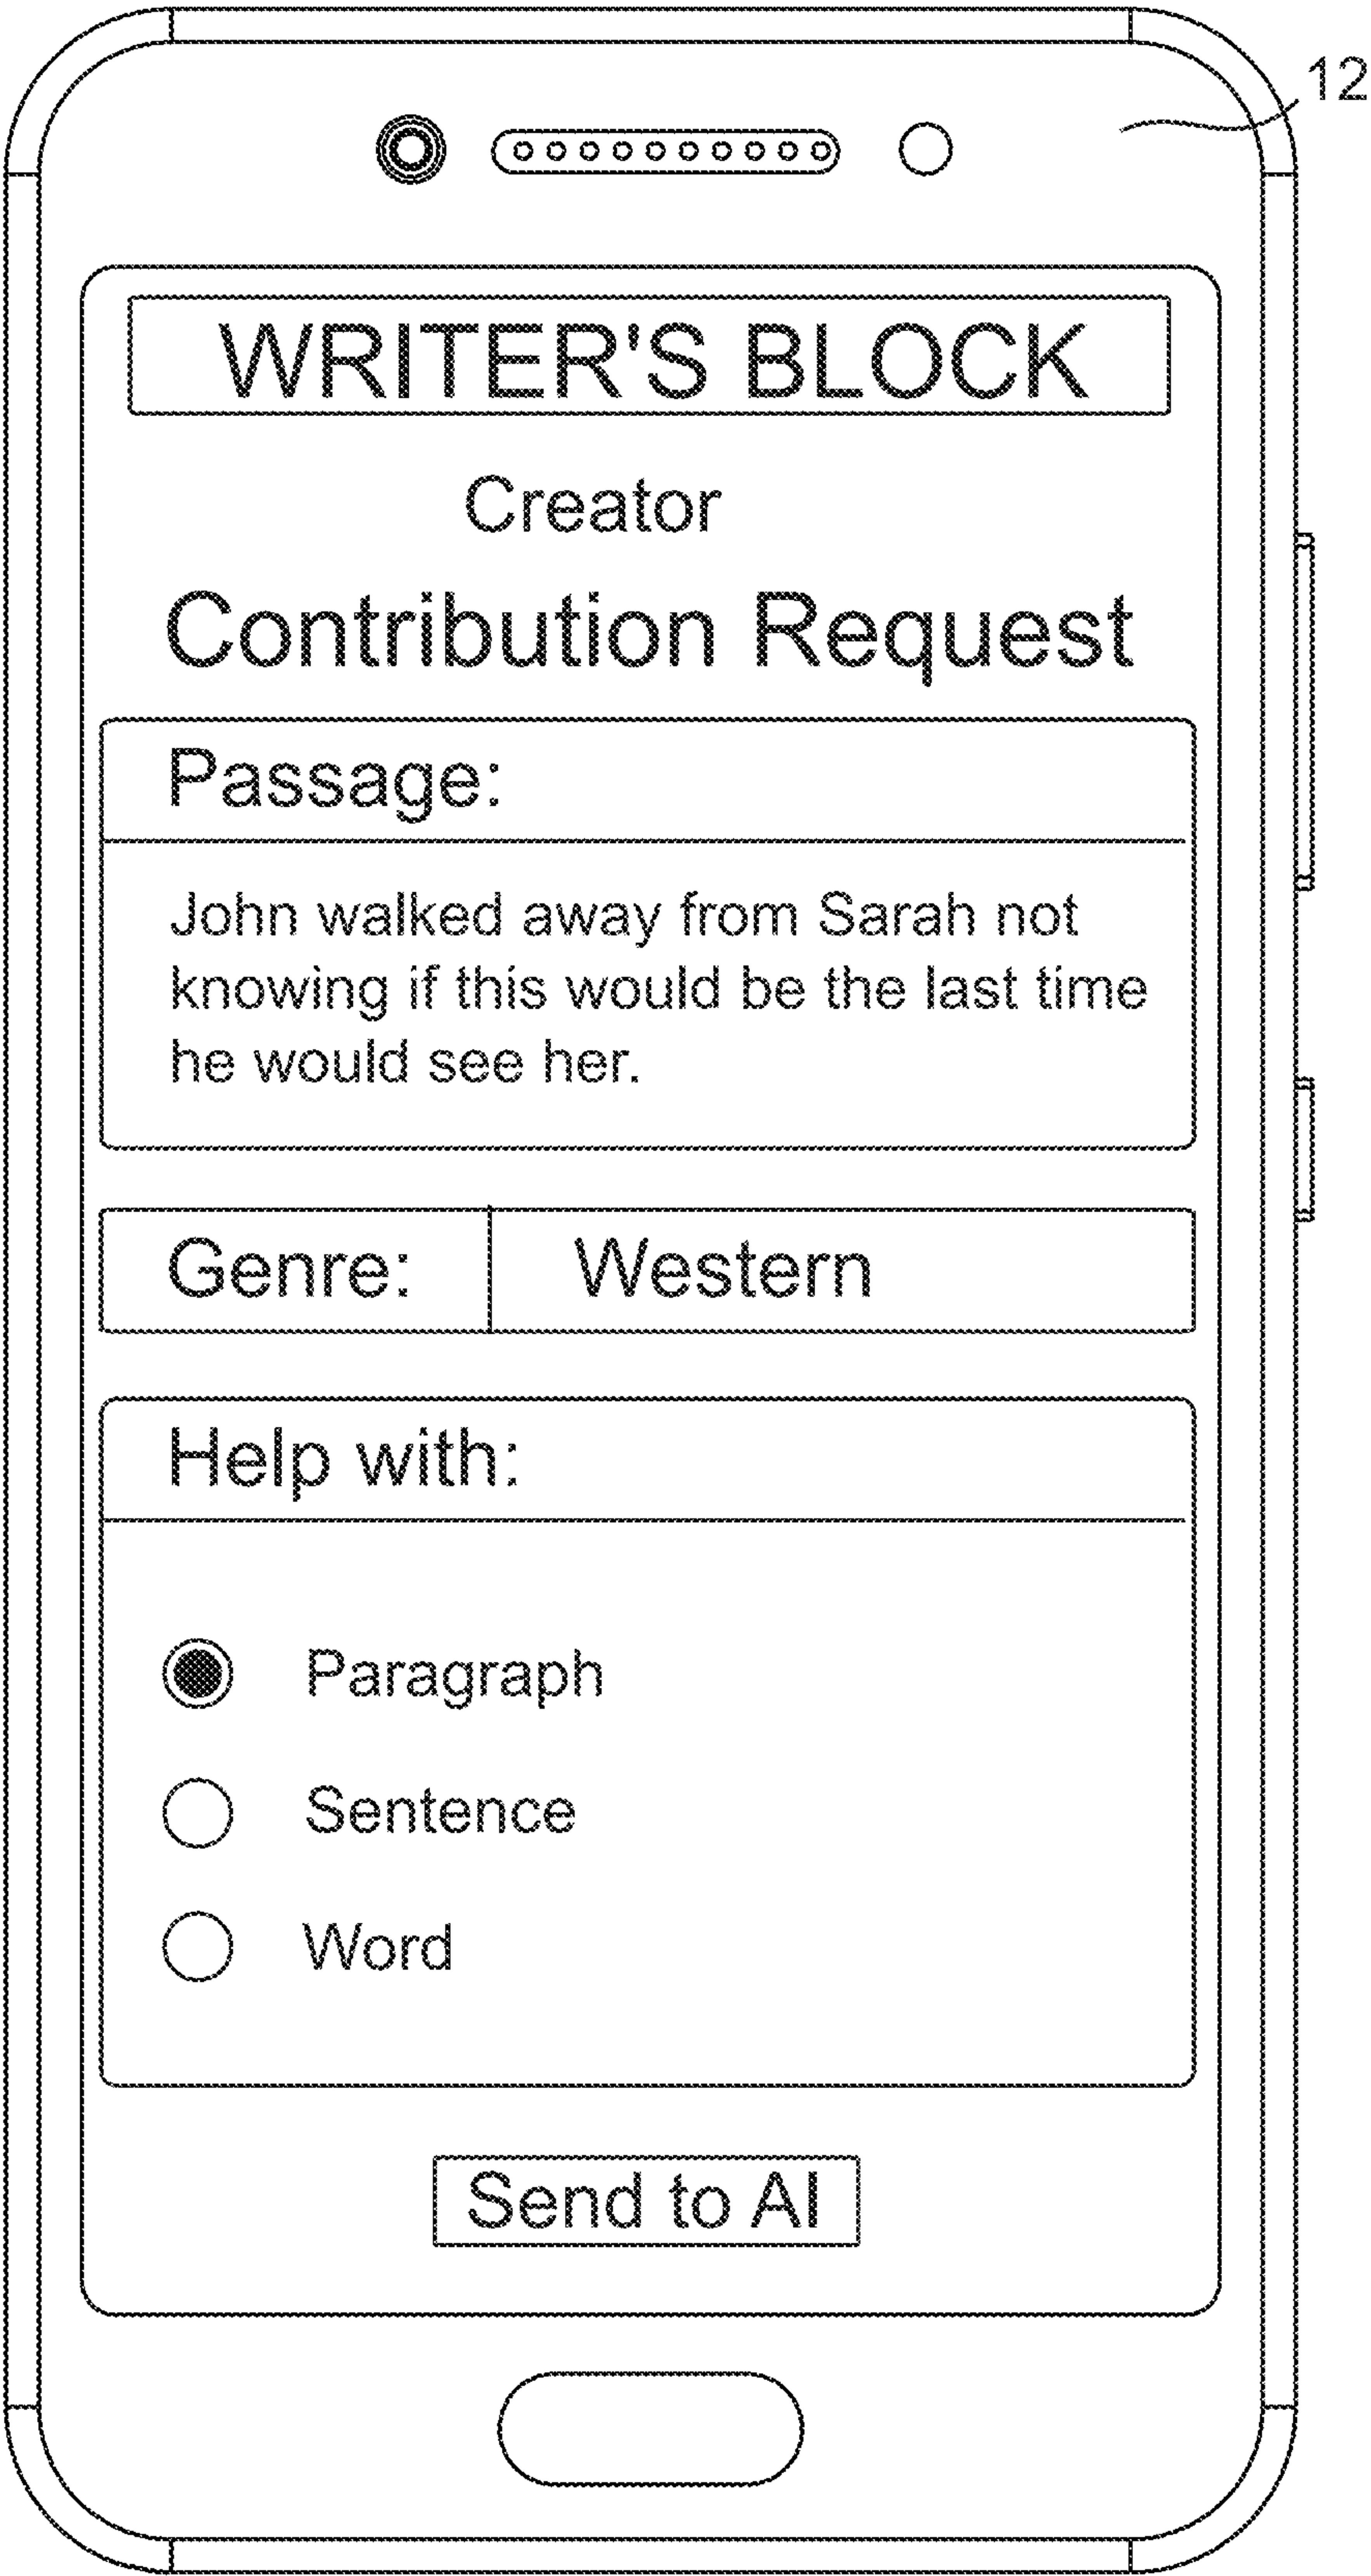 12
WRITER'S BLOCK
Creator
Contribution Request
Passage:
John walked away from Sarah not
knowing if this would be the last time
he would see her.
Genre: Western
Help with:
Paragraph
Sentence
Word
Send to AI